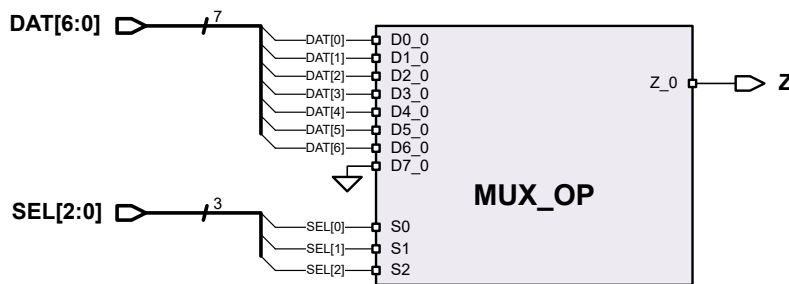 DAT[6:0]
7
DAT[0] D0_0
DAT[1] D1_0
DAT[2] D2_0
DAT[3] D3_0
DAT[4] D4_0
DAT[5] D5_0
DAT[6] D6_0
D7_0
Z_0 Z
MUX_OP
SEL[2:0]
3
SEL[0] S0
SEL[1] S1
SEL[2] S2